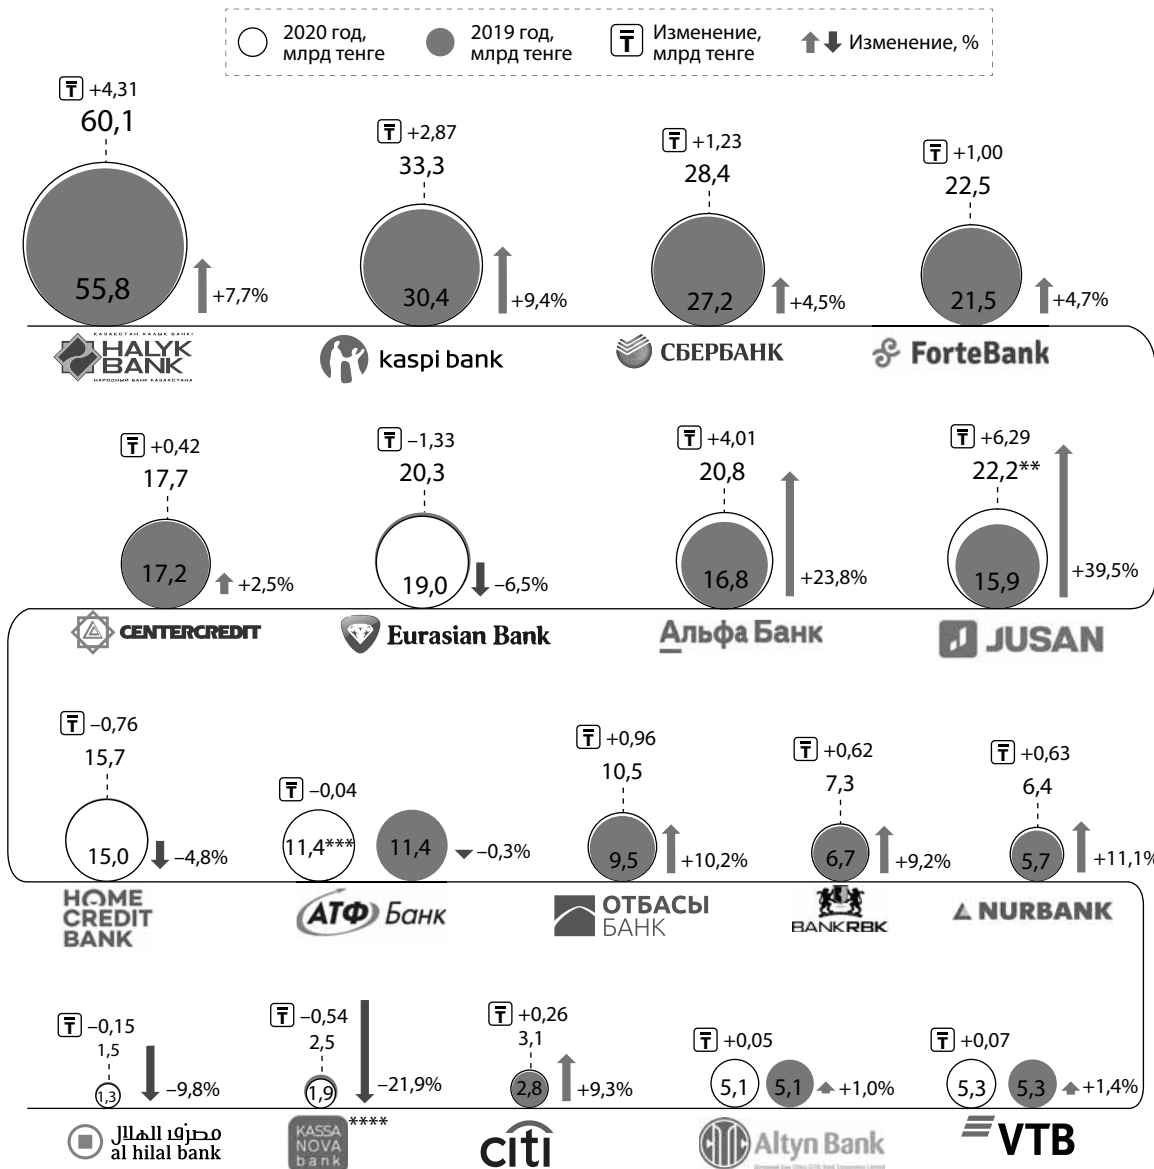 2020 год,
млрд тенге
2019 год,
млрд тенге
₸ Изменение,
млрд тенге
Изменение, %
₸ +4,31
60,1
55,8
+7,7%
ҚАЗАҚСТАН ХАЛЫҚ БАНКІ
HALYK
BANK
НАРОДНЫЙ БАНК КАЗАХСТАНА
₸ +2,87
33,3
30,4
+9,4%
kaspi bank
₸ +1,23
28,4
27,2
+4,5%
СБЕРБАНК
₸ +1,00
22,5
21,5
+4,7%
ForteBank
₸ +0,42
17,7
17,2
+2,5%
CENTERCREDIT
₸ –1,33
20,3
19,0
–6,5%
Eurasian Bank
₸ +4,01
20,8
16,8
+23,8%
Альфа Банк
₸ +6,29
22,2**
15,9
+39,5%
JUSAN
₸ –0,76
15,7
15,0
–4,8%
HOME
CREDIT
BANK
₸ –0,04
11,4***
11,4
–0,3%
АТФ Банк
₸ +0,96
10,5
9,5
+10,2%
ОТБАСЫ
БАНК
₸ +0,62
7,3
6,7
+9,2%
BANKRBK
₸ +0,63
6,4
5,7
+11,1%
NURBANK
₸ –0,15
1,5
1,3
–9,8%
مصرف الهلال
al hilal bank
₸ –0,54
2,5
1,9
–21,9%
KASSA
NOVA
bank
****
₸ +0,26
3,1
2,8
+9,3%
citi
₸ +0,05
5,1
5,1
+1,0%
Altyn Bank
₸ +0,07
5,3
5,3
+1,4%
VTB